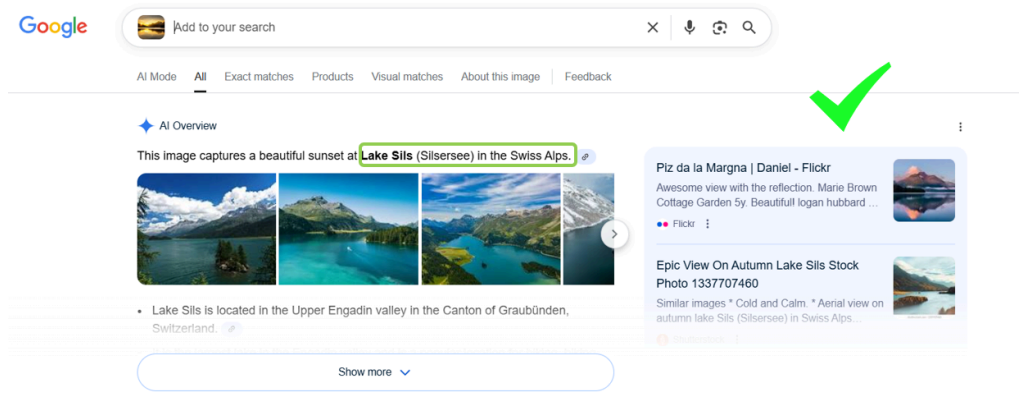 Google
Add to your search
AI Mode All Exact matches Products Visual matches About this image Feedback
AI Overview
This image captures a beautiful sunset at Lake Sils (Silsersee) in the Swiss Alps.
Lake Sils is located in the Upper Engadin valley in the Canton of Graubünden,
Switzerland.
Show more
Piz da la Margna | Daniel - Flickr
Awesome view with the reflection. Marie Brown
Cottage Garden 5y. Beautifull logan hubbard ...
Flickr
Epic View On Autumn Lake Sils Stock
Photo 1337707460
Similar images * Cold and Calm. * Aerial view on
autumn lake Sils (Silsersee) in Swiss Alps...
Shutterstock